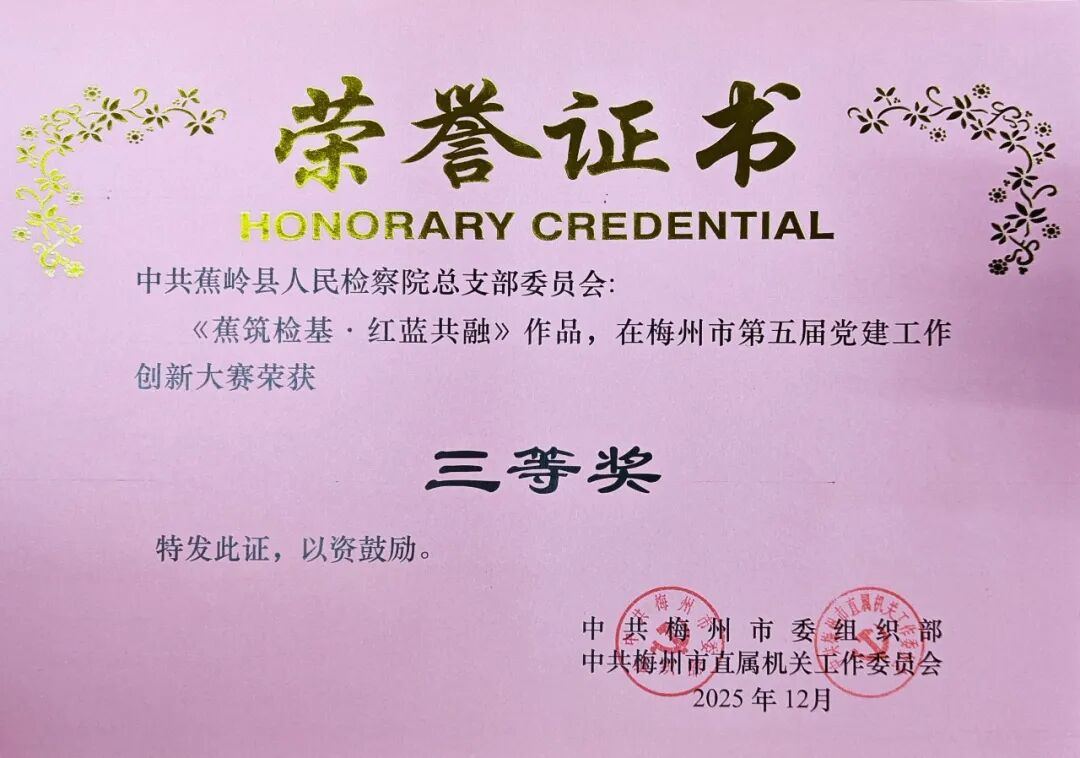 荣誉证书
HONORARY CREDENTIAL
中共蕉岭县人民检察院总支部委员会:
《蕉筑检基·红蓝共融》作品，在梅州市第五届党建工作
创新大赛荣获
三等奖
特发此证，以资鼓励。
中共梅州市委组织部
中共梅州市直属机关工作委员会
2025年12月